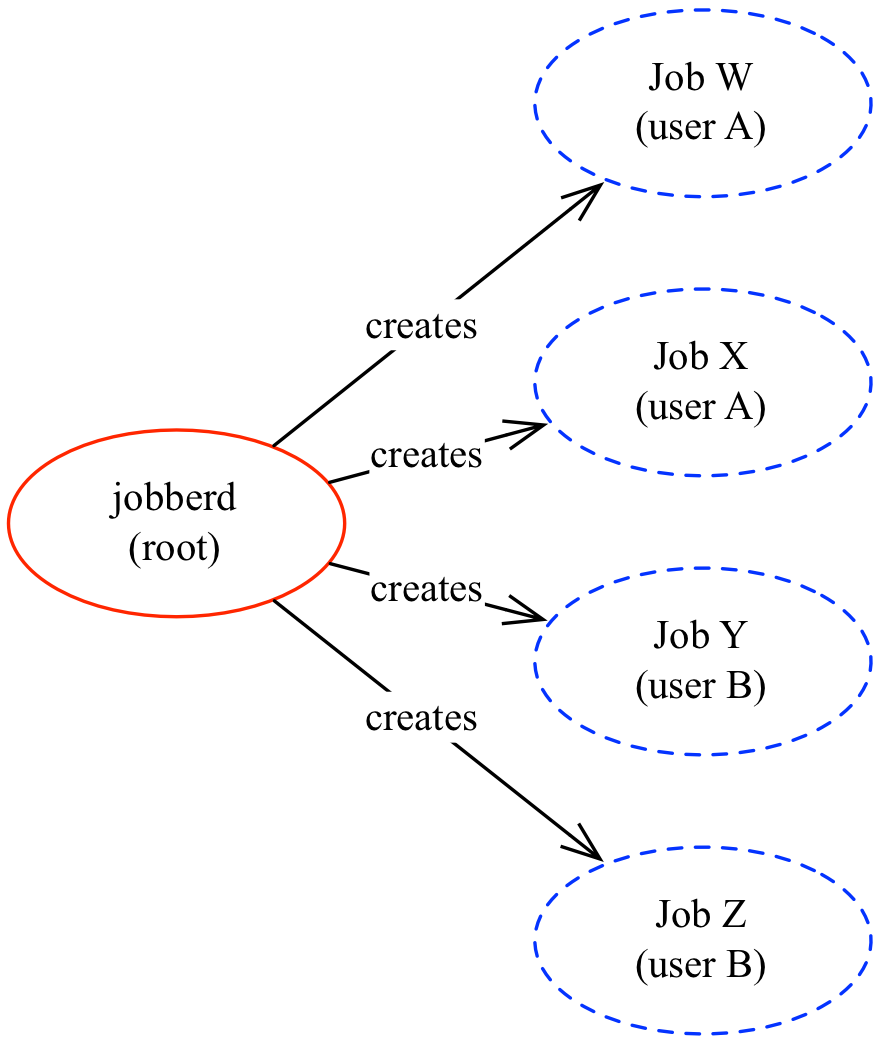 Job W
(user A)
creates
Job X
(user A)
creates
jobberd
(root)
creates
Job Y
(user B)
creates
Job Z
(user B)